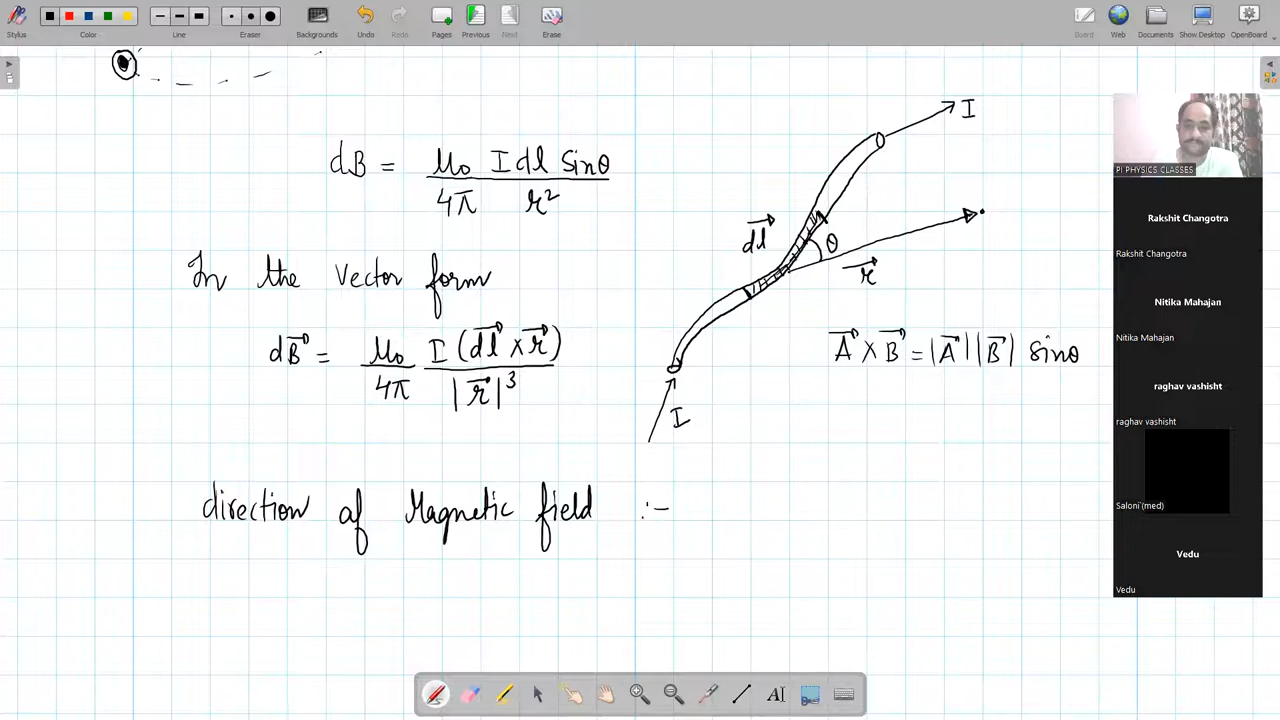 Stylus Color Line Eraser Backgrounds Undo Redo Pages Previous Next Erase Board Web Documents Show Desktop OpenBoard
I
dB = μ₀/4π I dl Sinθ/r²
dl⃗ θ r⃗
In the vector form
dB⃗ = μ₀/4π I (dl⃗ × r⃗)/|r⃗|³
A⃗ × B⃗ = |A⃗| |B⃗| sinθ
I
direction of Magnetic field :-
PI PHYSICS CLASSES
Rakshit Changotra
Rakshit Changotra
Nitika Mahajan
Nitika Mahajan
raghav vashisht
raghav vashisht
Saloni (med)
Vedu
Vedu